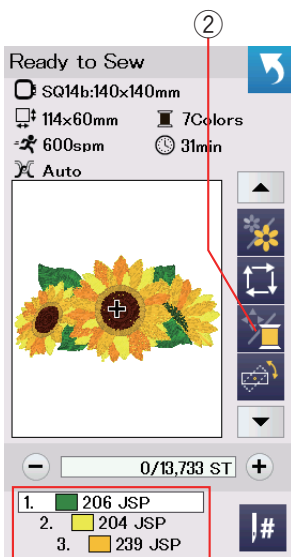 2
Ready to Sew
SQ14b:140x140mm
114x60mm 7Colors
600spm 31min
Auto
− 0/13,733 ST +
1. 206 JSP
2. 204 JSP
3. 239 JSP
#